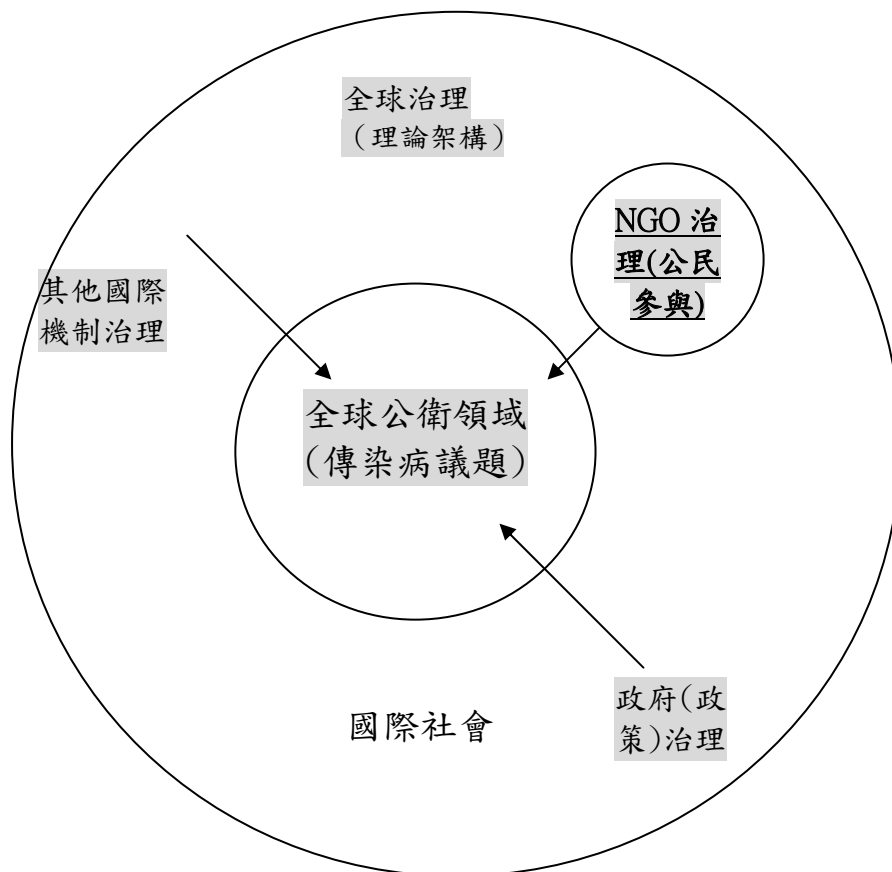 全球治理
（理論架構）
NGO 治
理(公民
參與)
其他國際
機制治理
全球公衛領域
(傳染病議題)
政府(政
策)治理
國際社會